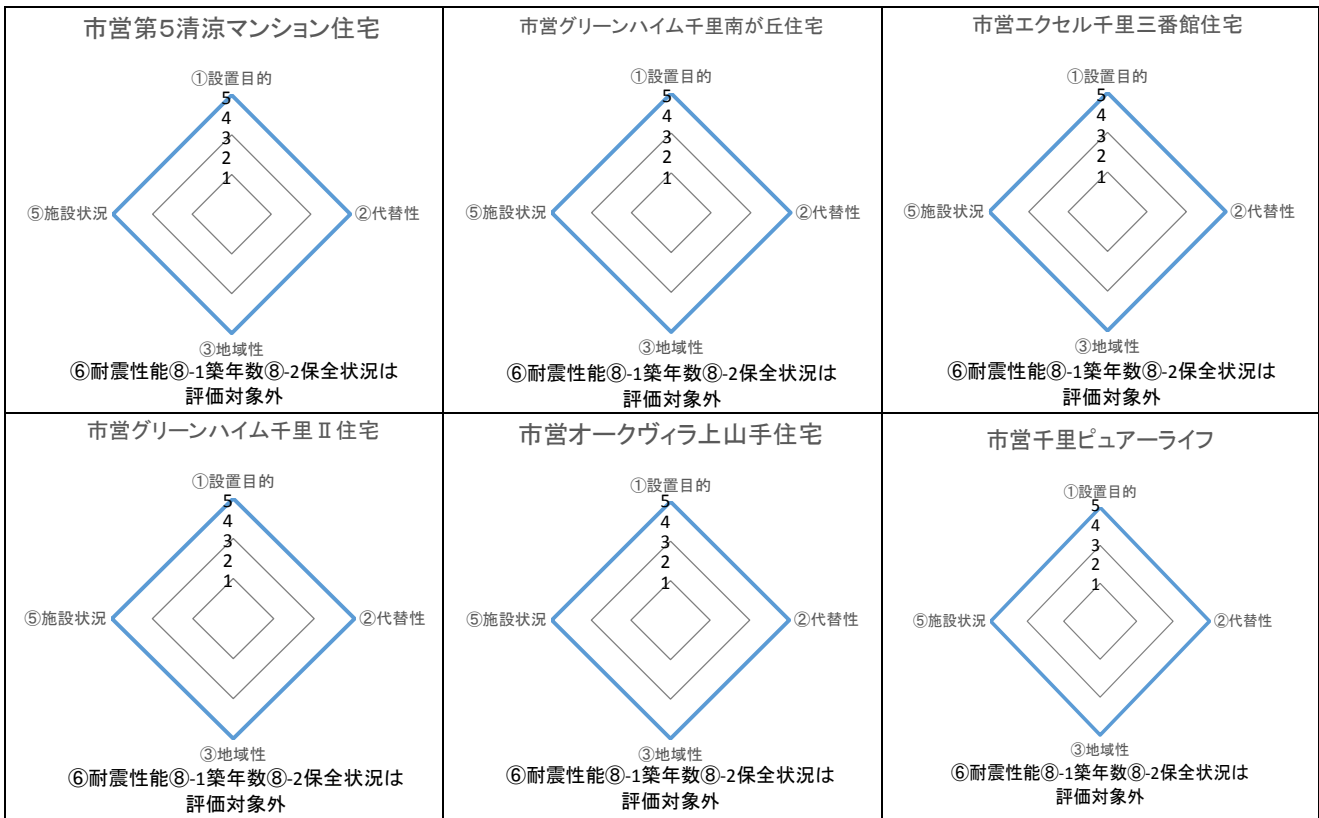 市営第5清涼マンション住宅
①設置目的
5
4
3
2
1
⑤施設状況
②代替性
③地域性
⑥耐震性能⑧-1築年数⑧-2保全状況は
評価対象外
市営グリーンハイム千里南が丘住宅
①設置目的
5
4
3
2
1
⑤施設状況
②代替性
③地域性
⑥耐震性能⑧-1築年数⑧-2保全状況は
評価対象外
市営エクセル千里三番館住宅
①設置目的
5
4
3
2
1
⑤施設状況
②代替性
③地域性
⑥耐震性能⑧-1築年数⑧-2保全状況は
評価対象外
市営グリーンハイム千里Ⅱ住宅
①設置目的
5
4
3
2
1
⑤施設状況
②代替性
③地域性
⑥耐震性能⑧-1築年数⑧-2保全状況は
評価対象外
市営オークヴィラ上山手住宅
①設置目的
5
4
3
2
1
⑤施設状況
②代替性
③地域性
⑥耐震性能⑧-1築年数⑧-2保全状況は
評価対象外
市営千里ピュアーライフ
①設置目的
5
4
3
2
1
⑤施設状況
②代替性
③地域性
⑥耐震性能⑧-1築年数⑧-2保全状況は
評価対象外